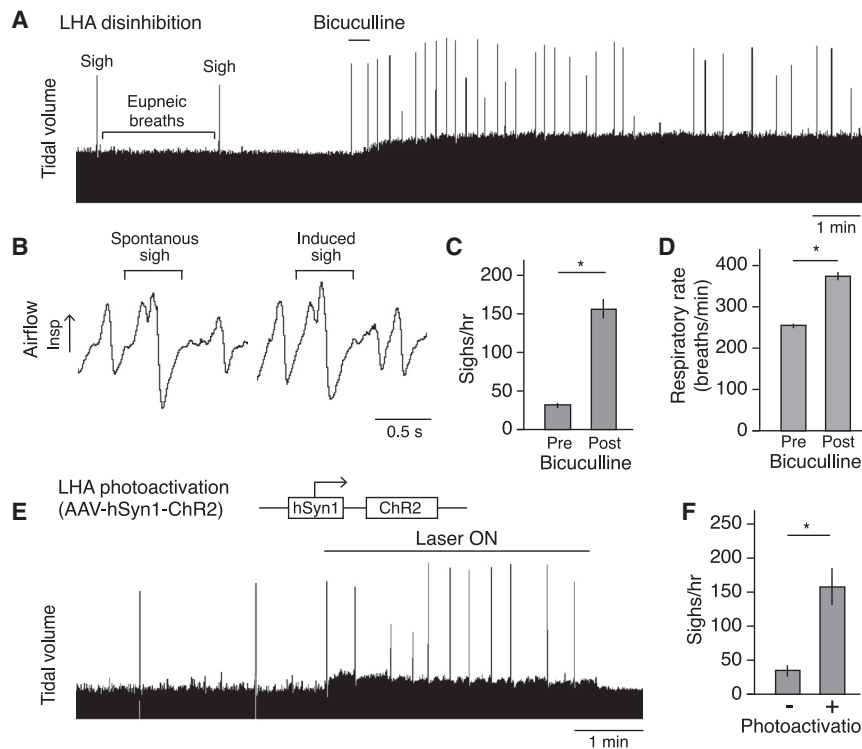 A
LHA disinhibition
Bicuculline
Sigh
Sigh
Eupneic
breaths
Tidal volume
1 min
B
Spontanous
sigh
Induced
sigh
Airflow
Insp
0.5 s
C
*
200
150
100
50
0
Sighs/hr
Pre Post
Bicuculline
D
*
400
300
200
100
0
Respiratory rate
(breaths/min)
Pre Post
Bicuculline
E
LHA photoactivation
(AAV-hSyn1-ChR2)
hSyn1
ChR2
Laser ON
Tidal volume
1 min
F
*
250
200
150
100
50
0
Sighs/hr
- +
Photoactivatio